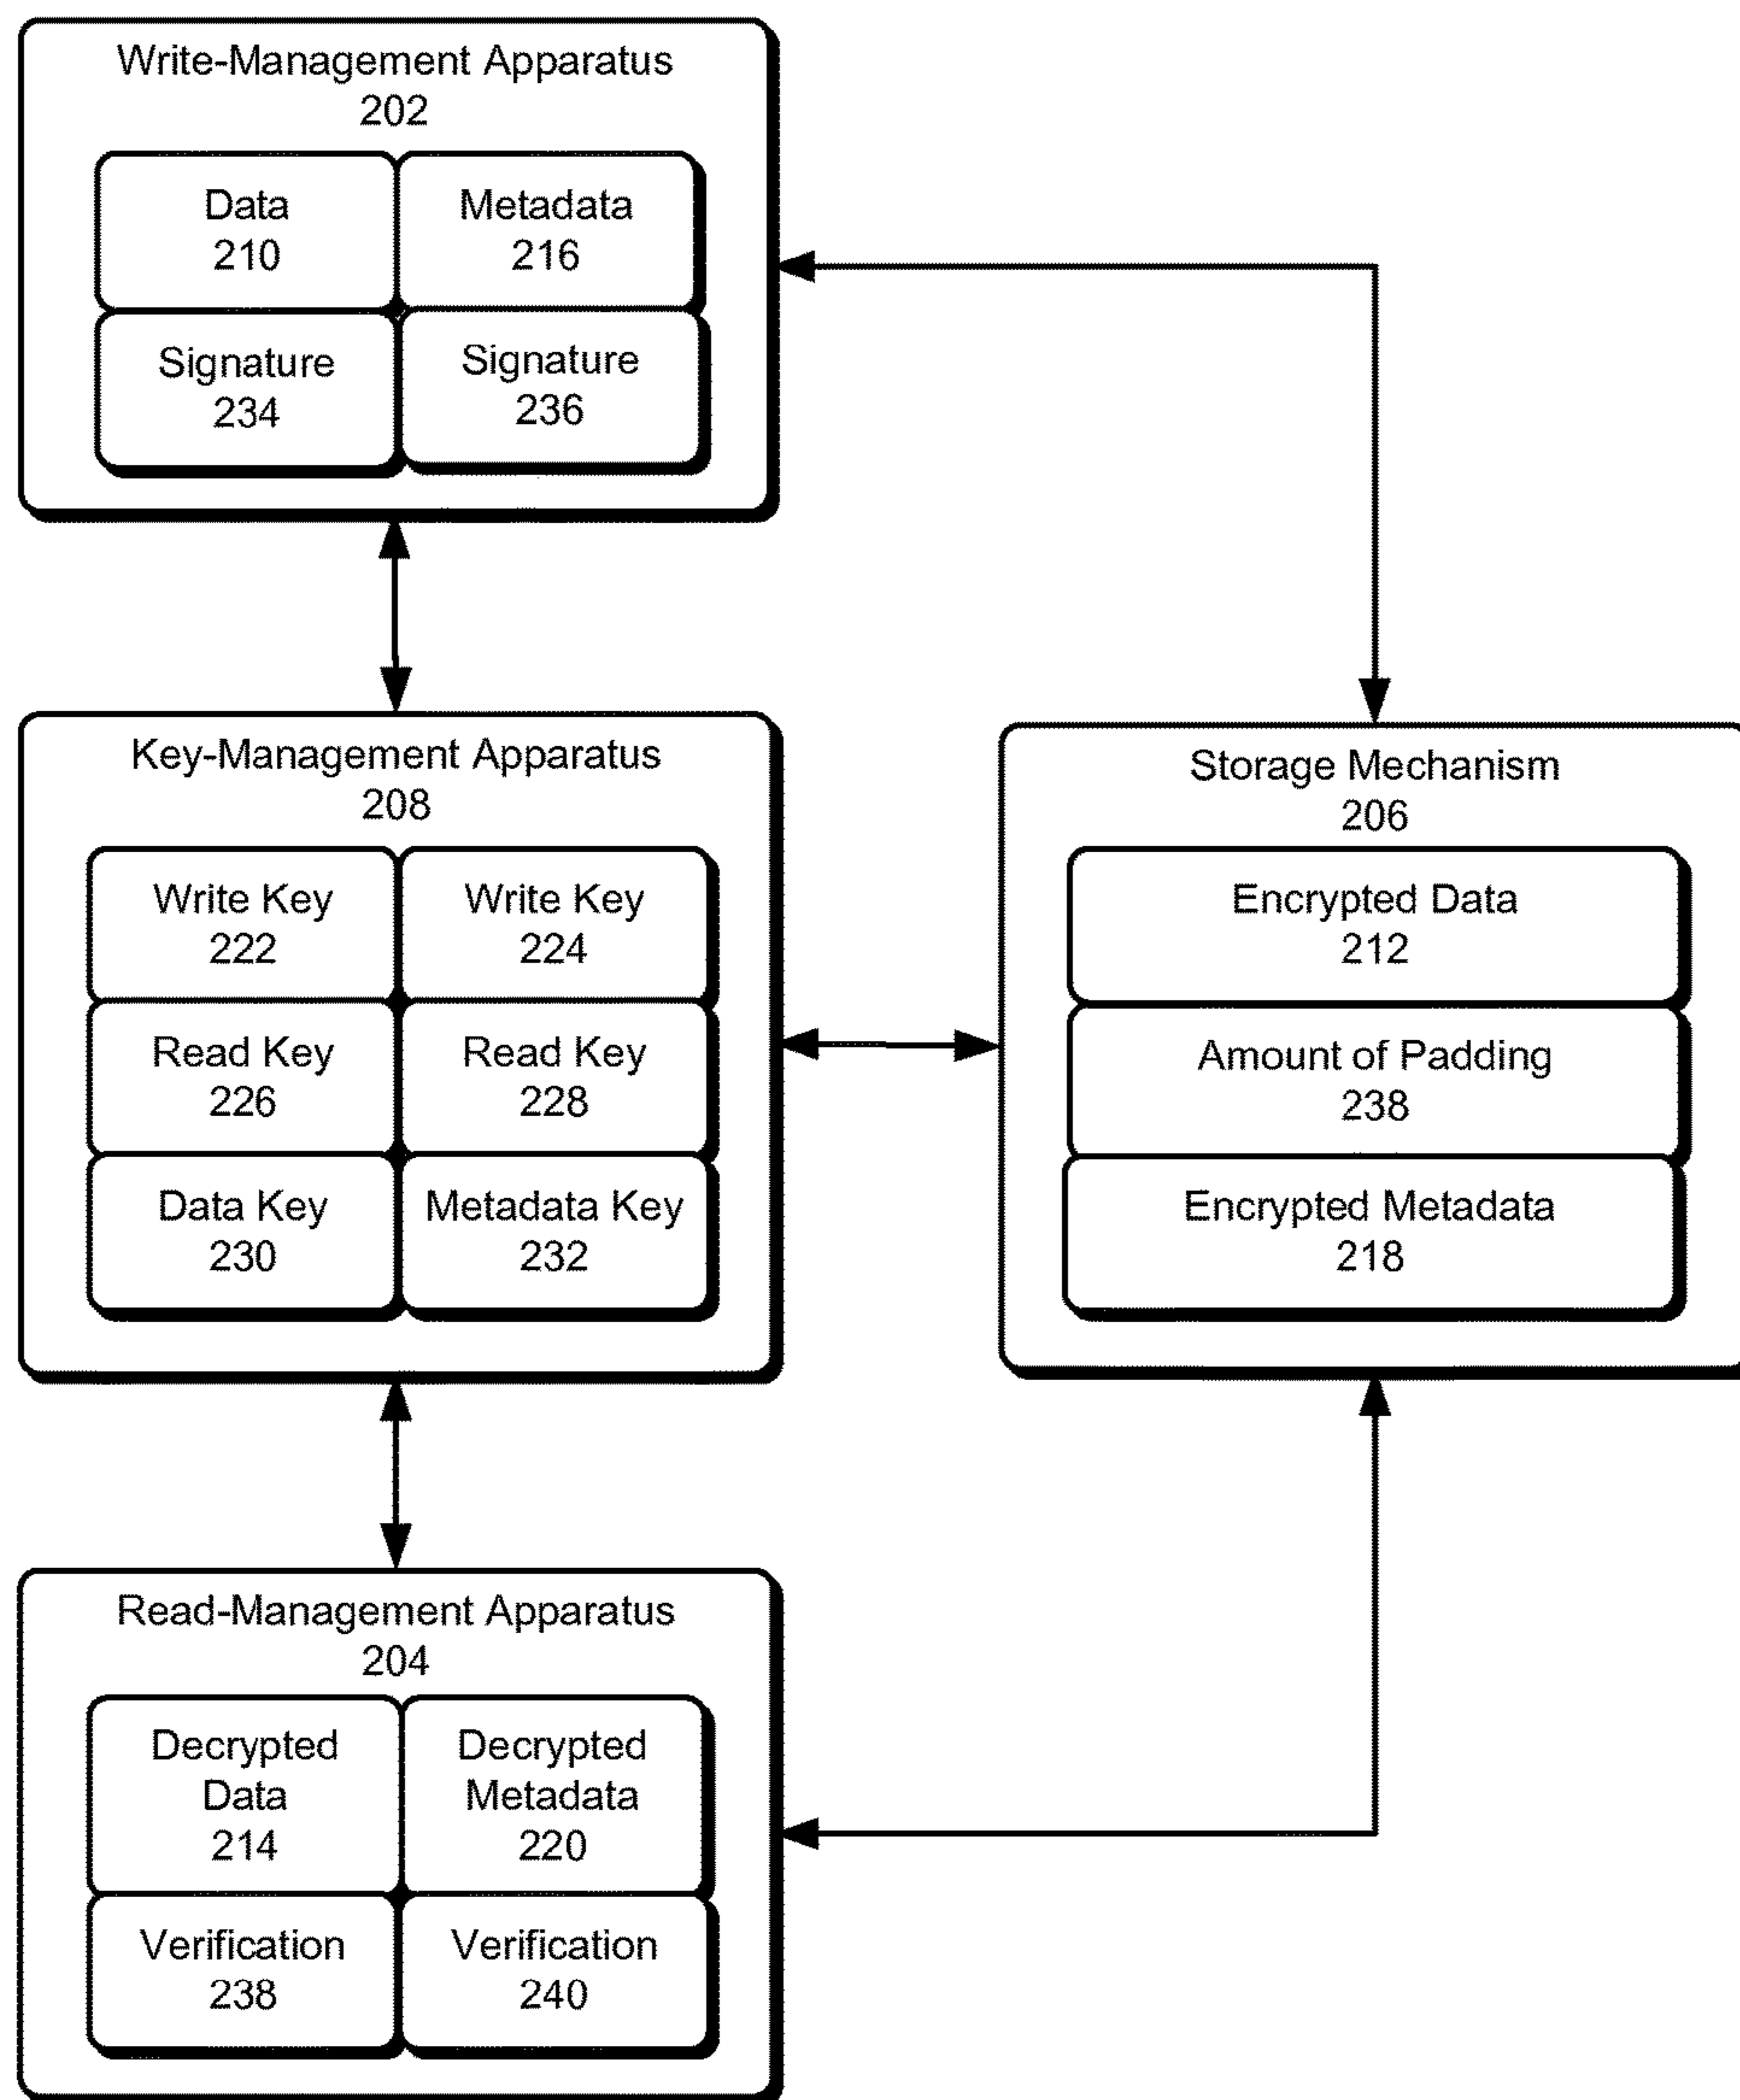 Write-Management Apparatus
202
Data
210
Metadata
216
Signature
234
Signature
236
Key-Management Apparatus
208
Write Key
222
Write Key
224
Read Key
226
Read Key
228
Data Key
230
Metadata Key
232
Storage Mechanism
206
Encrypted Data
212
Amount of Padding
238
Encrypted Metadata
218
Read-Management Apparatus
204
Decrypted
Data
214
Decrypted
Metadata
220
Verification
238
Verification
240